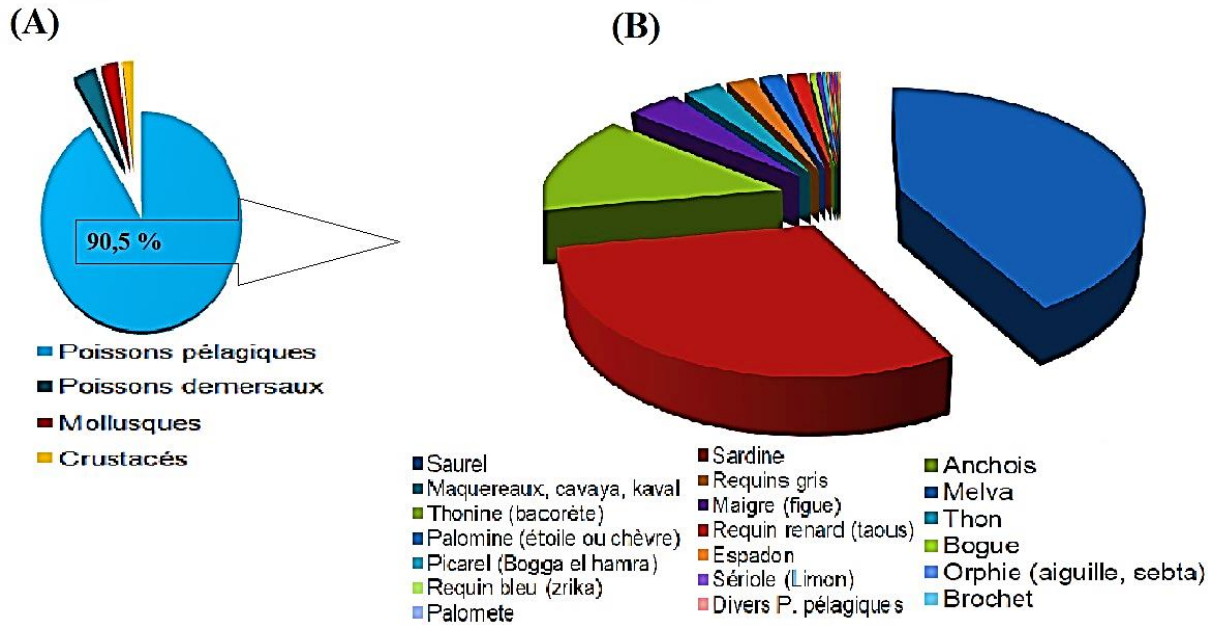 (A)
(B)
90,5 %
Poissons pélagiques
Poissons demersaux
Mollusques
Crustacés
Saurel
Maquereaux, cavaya, kaval
Thonine (bacorète)
Palomine (étoile ou chèvre)
Picarel (Bogga el hamra)
Requin bleu (zrika)
Palomete
Sardine
Requins gris
Maigre (figue)
Requin renard (taous)
Espadon
Sériole (Limon)
Divers P. pélagiques
Anchois
Melva
Thon
Bogue
Orphie (aiguille, sebta)
Brochet